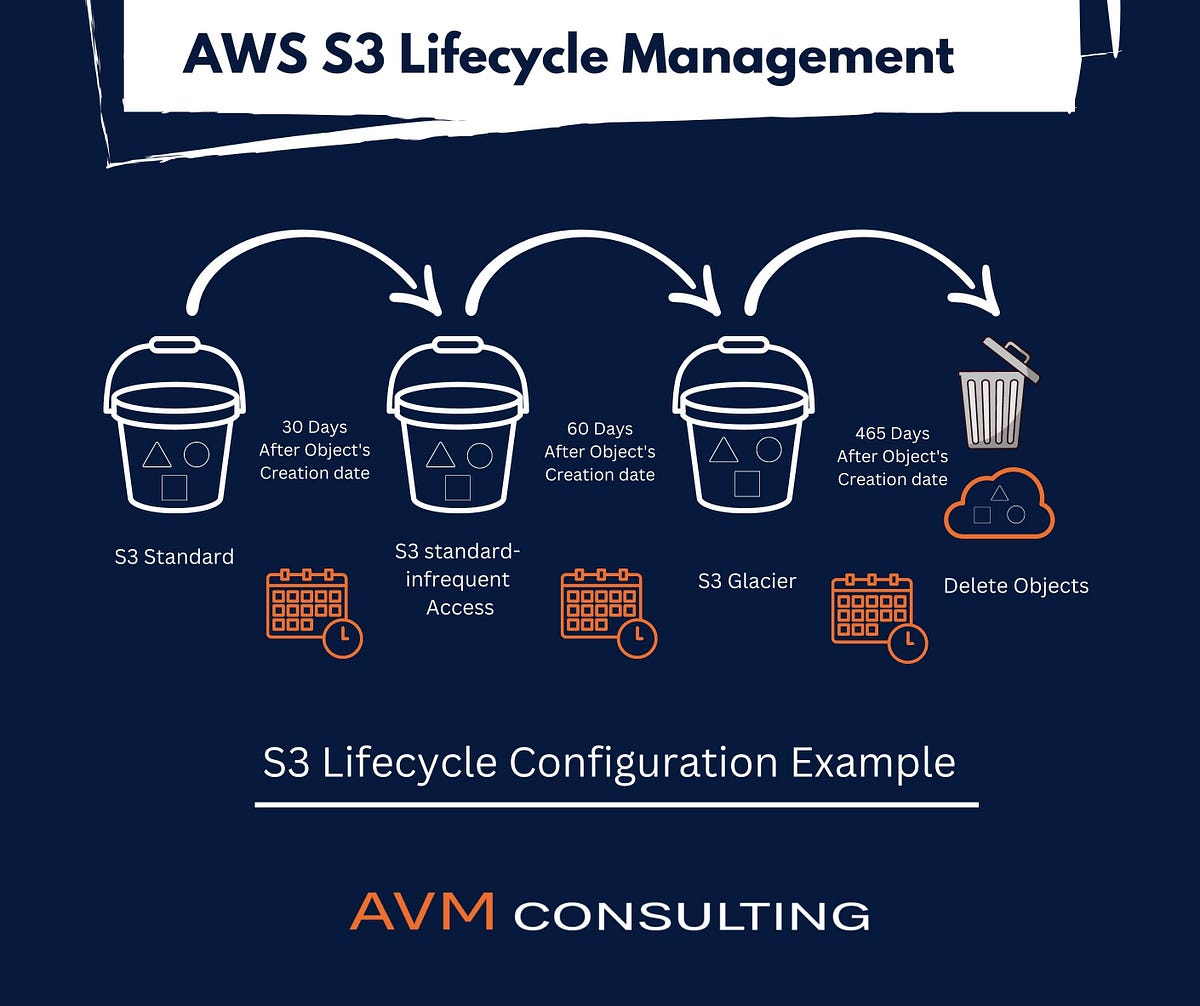 AWS S3 Lifecycle Management
30 Days
After Object's
Creation date
60 Days
After Object's
Creation date
465 Days
After Object's
Creation date
S3 Standard
S3 standard-
infrequent
Access
S3 Glacier
Delete Objects
S3 Lifecycle Configuration Example
AVM CONSULTING